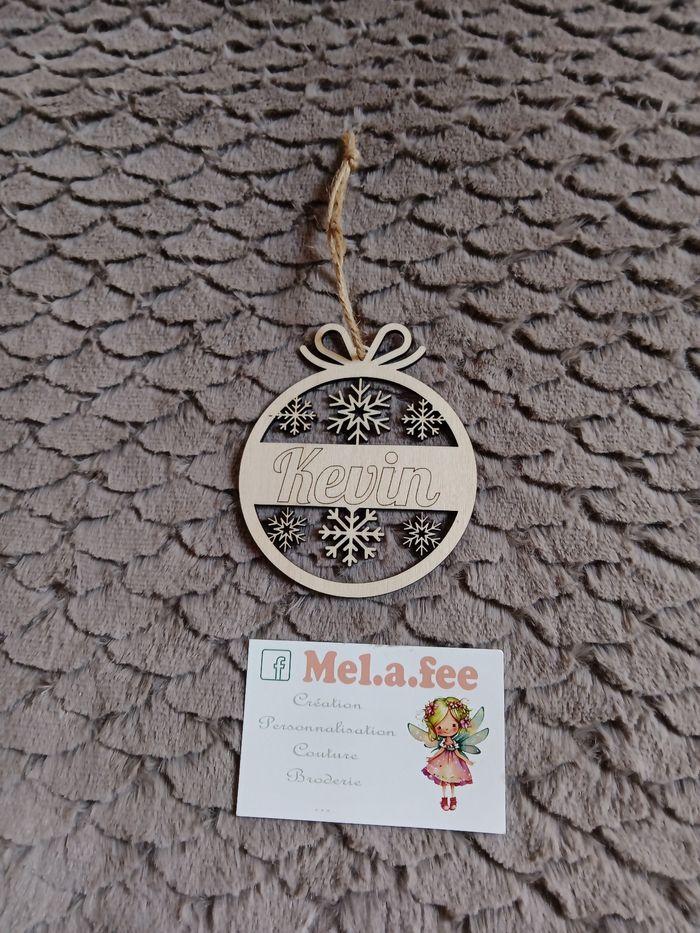 Kevin
f Mel.a.fee
Création
Personnalisation
Couture
Broderie
...